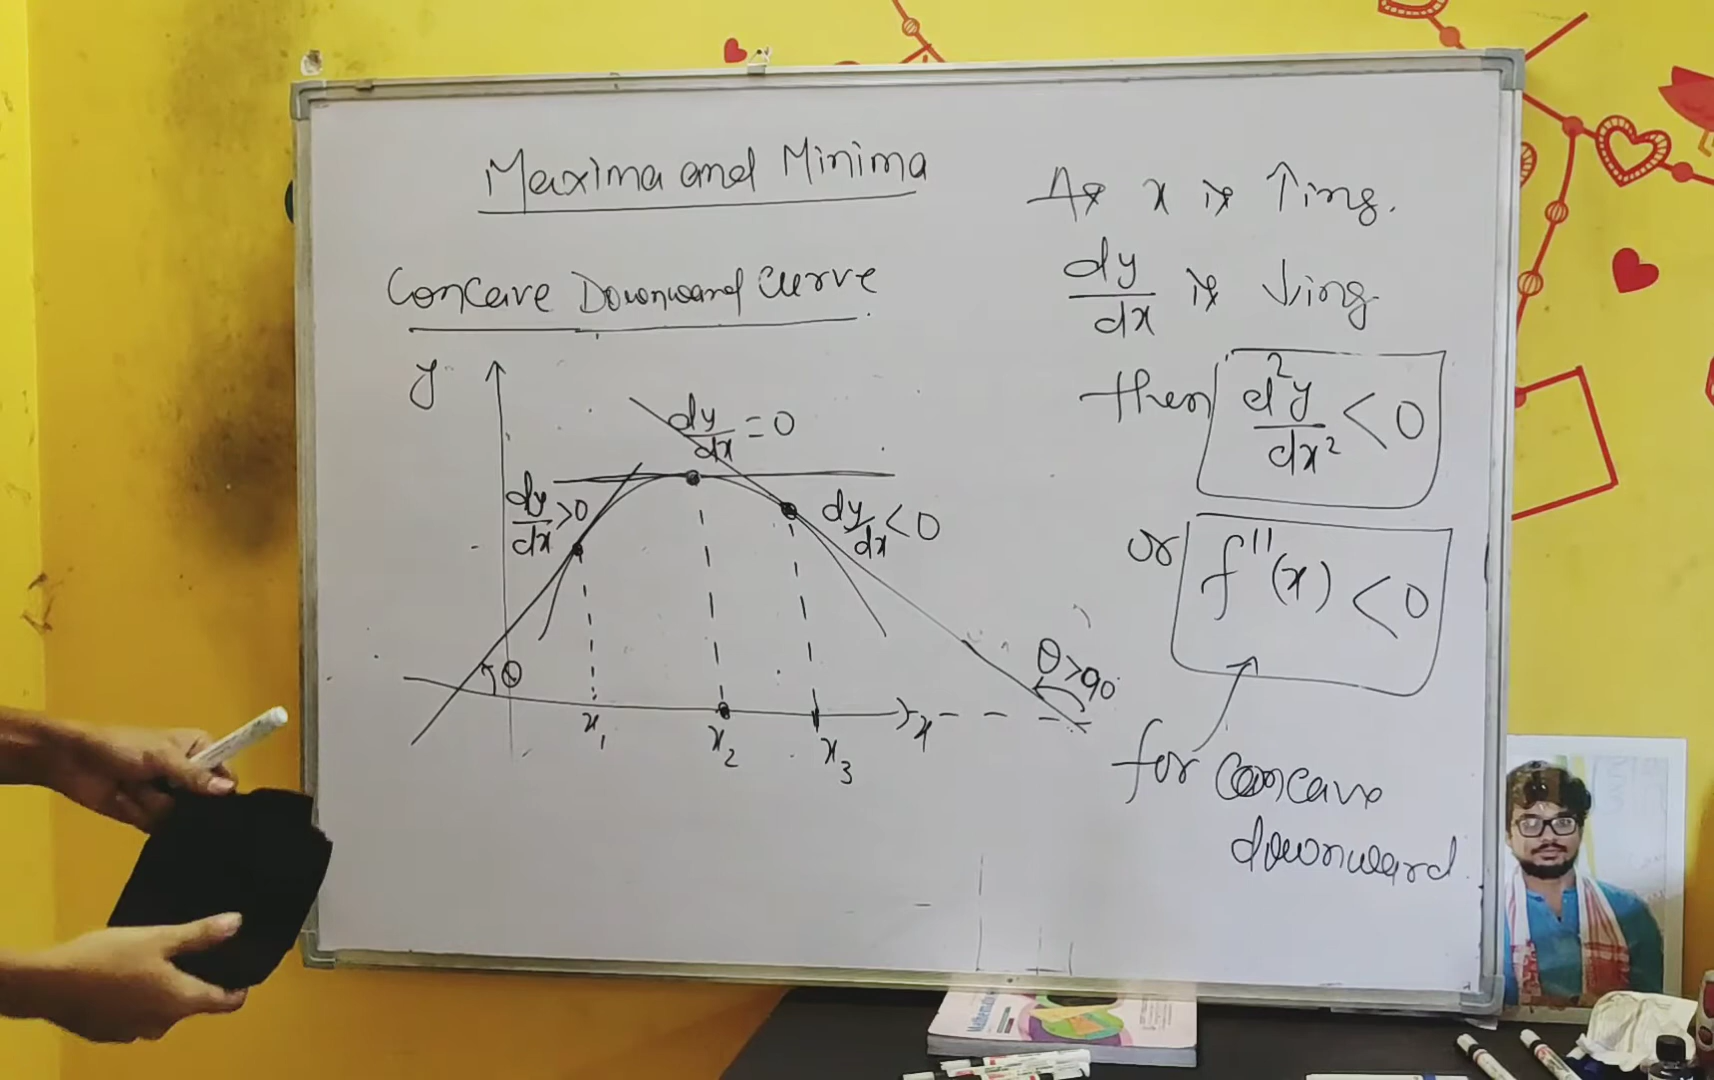 Maxima and Minima
Concave Downward Curve
y
dy/dx = 0
dy/dx > 0
dy/dx < 0
θ
θ > 90
x₁
x₂
x₃
x
As x is ↑ing.
dy/dx is ↓ing.
then d²y/dx² < 0
or f''(x) < 0
for concave
downward.
Mathematics